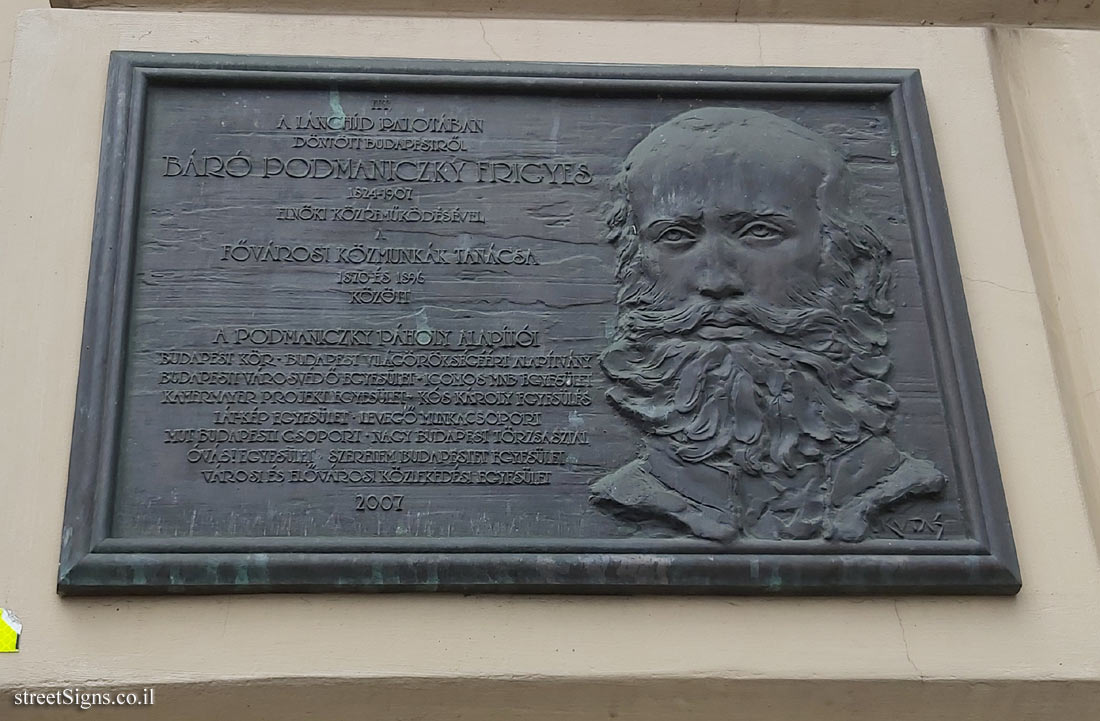 ITT,
A LÁNCHÍD PALOTÁBAN
DÖNTÖTT BUDAPESTRŐL
BÁRÓ PODMANICZKY FRIGYES
1824-1907
ELNÖKI KÖZREMŰKÖDÉSÉVEL
A
FŐVÁROSI KÖZMUNKÁK TANÁCSA
1870 ÉS 1896
KÖZÖTT
A PODMANICZKY PÁHOLY ALAPÍTÓI
BUDAPEST KÖR · BUDAPEST VILÁGÖRÖKSÉGÉÉRT ALAPÍTVÁNY
BUDAPESTI VÁROSVÉDŐ EGYESÜLET · ICOMOS MNB EGYESÜLET
KATERMAYER PROJEKT EGYESÜLET · KÓS KÁROLY EGYESÜLÉS
LÁTKÉP EGYESÜLET · LEVEGŐ MUNKACSOPORT
MUT BUDAPESTI CSOPORT · NAGY BUDAPEST TÖRZSASZTAL
ÓVÁST EGYESÜLET · SZERETEM BUDAPESTET EGYESÜLET
VÁROSI ÉS ELŐVÁROSI KÖZLEKEDÉSI EGYESÜLET
2007
KUTAS
streetSigns.co.il